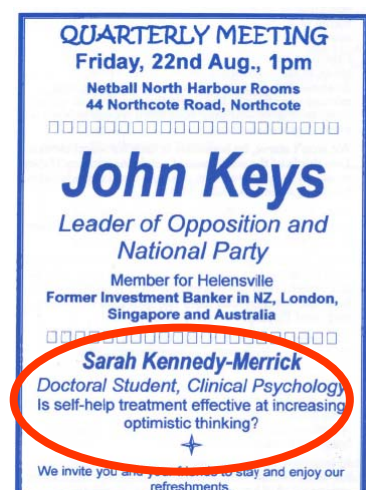 QUARTERLY MEETING
Friday, 22nd Aug., 1pm
Netball North Harbour Rooms
44 Northcote Road, Northcote
John Keys
Leader of Opposition and
National Party
Member for Helensville
Former Investment Banker in NZ, London,
Singapore and Australia
Sarah Kennedy-Merrick
Doctoral Student, Clinical Psychology
Is self-help treatment effective at increasing
optimistic thinking?
We invite you and your friends to stay and enjoy our
refreshments